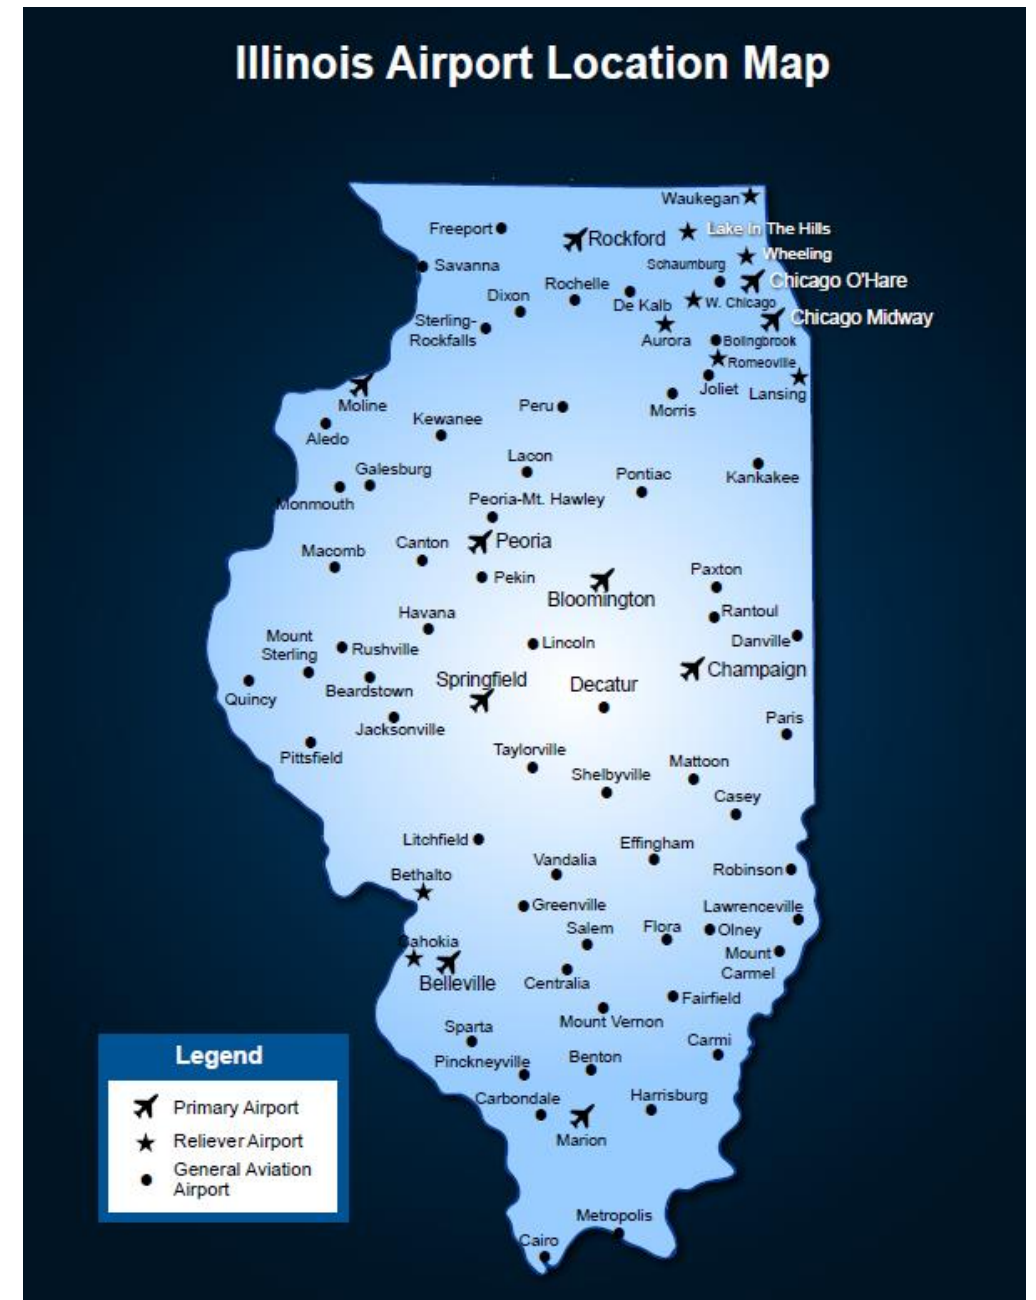 Illinois Airport Location Map
Waukegan
Freeport
Rockford
Lake In The Hills
Wheeling
Savanna
Schaumburg
Chicago O'Hare
Rochelle
Dixon
De Kalb
W. Chicago
Chicago Midway
Sterling-
Rockfalls
Aurora
Bolingbrook
Romeoville
Joliet
Lansing
Moline
Peru
Morris
Kewanee
Aledo
Lacon
Galesburg
Pontiac
Kankakee
Monmouth
Peoria-Mt. Hawley
Canton
Peoria
Macomb
Pekin
Paxton
Bloomington
Havana
Rantoul
Mount
Sterling
Rushville
Lincoln
Danville
Springfield
Champaign
Decatur
Beardstown
Quincy
Paris
Jacksonville
Pittsfield
Taylorville
Mattoon
Shelbyville
Casey
Litchfield
Effingham
Vandalia
Robinson
Bethalto
Greenville
Lawrenceville
Salem
Flora
Olney
Cahokia
Mount
Carmel
Belleville
Centralia
Fairfield
Mount Vernon
Sparta
Carmi
Pinckneyville
Benton
Carbondale
Harrisburg
Marion
Metropolis
Cairo
Legend
Primary Airport
Reliever Airport
General Aviation
Airport